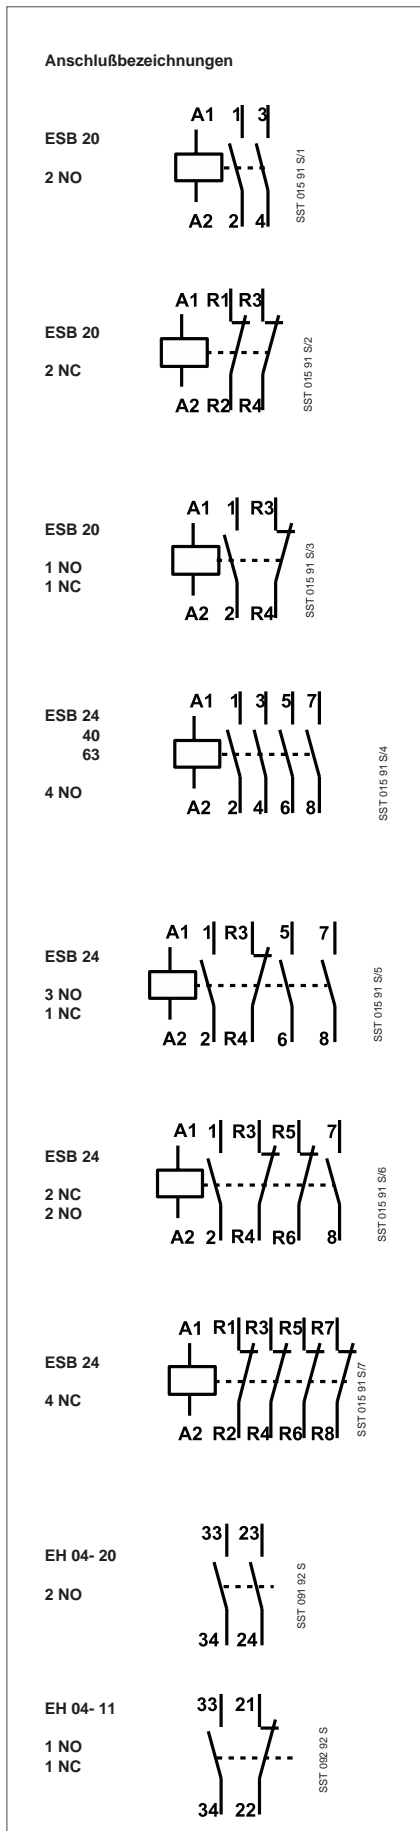 Anschlußbezeichnungen
ESB 20
2 NO
A1 1 3
A2 2 4
SST 015 91 S/1
ESB 20
2 NC
A1 R1 R3
A2 R2 R4
SST 015 91 S/2
ESB 20
1 NO
1 NC
A1 1 R3
A2 2 R4
SST 015 91 S/3
ESB 24
40
63
4 NO
A1 1 3 5 7
A2 2 4 6 8
SST 015 91 S/4
ESB 24
3 NO
1 NC
A1 1 R3 5 7
A2 2 R4 6 8
SST 015 91 S/5
ESB 24
2 NC
2 NO
A1 1 R3 R5 7
A2 2 R4 R6 8
SST 015 91 S/6
ESB 24
4 NC
A1 R1 R3 R5 R7
A2 R2 R4 R6 R8
SST 015 91 S/7
EH 04- 20
2 NO
33 23
34 24
SST 091 92 S
EH 04- 11
1 NO
1 NC
33 21
34 22
SST 092 92 S